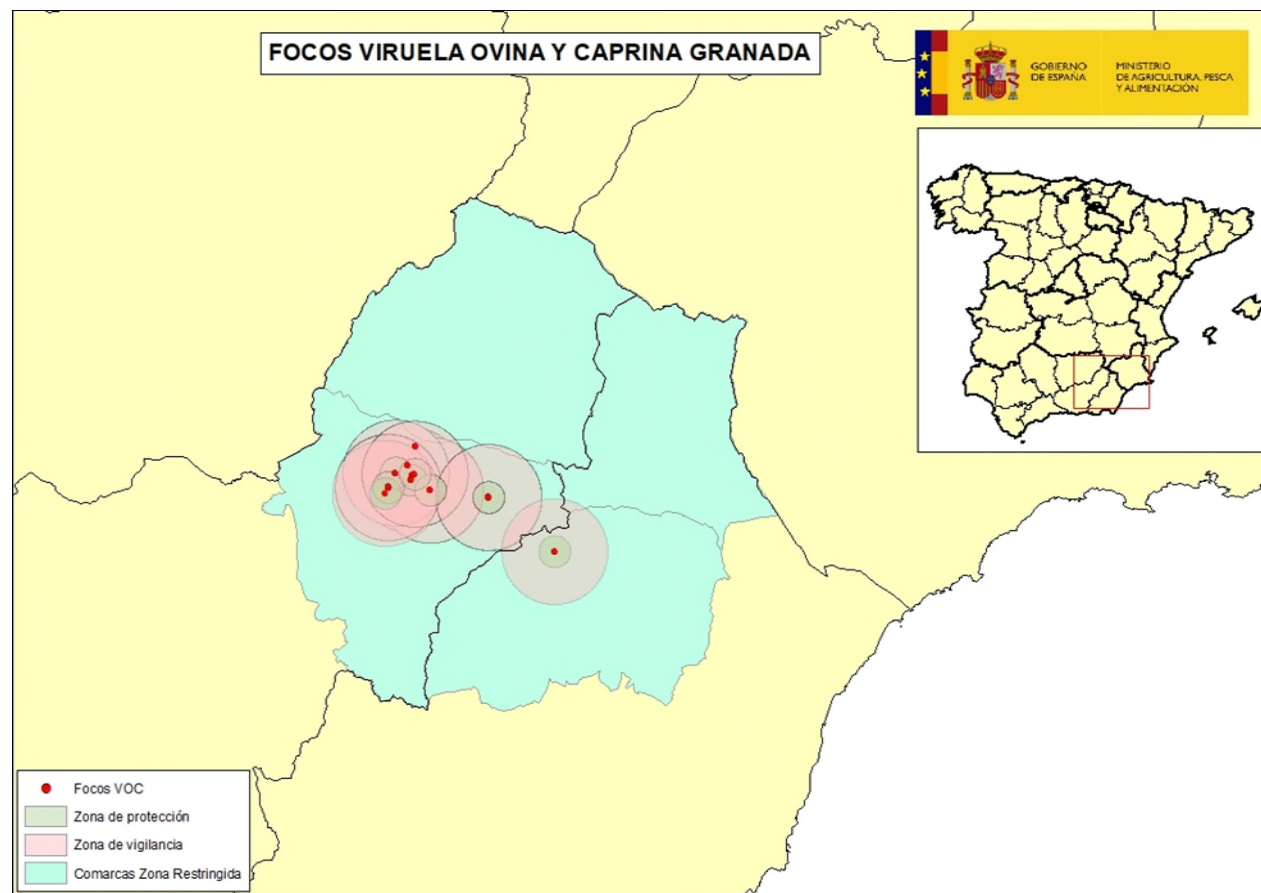 FOCOS VIRUELA OVINA Y CAPRINA GRANADA
GOBIERNO
DE ESPAÑA
MINISTERIO
DE AGRICULTURA, PESCA
Y ALIMENTACIÓN
Focos VOC
Zona de protección
Zona de vigilancia
Comarcas Zona Restringida